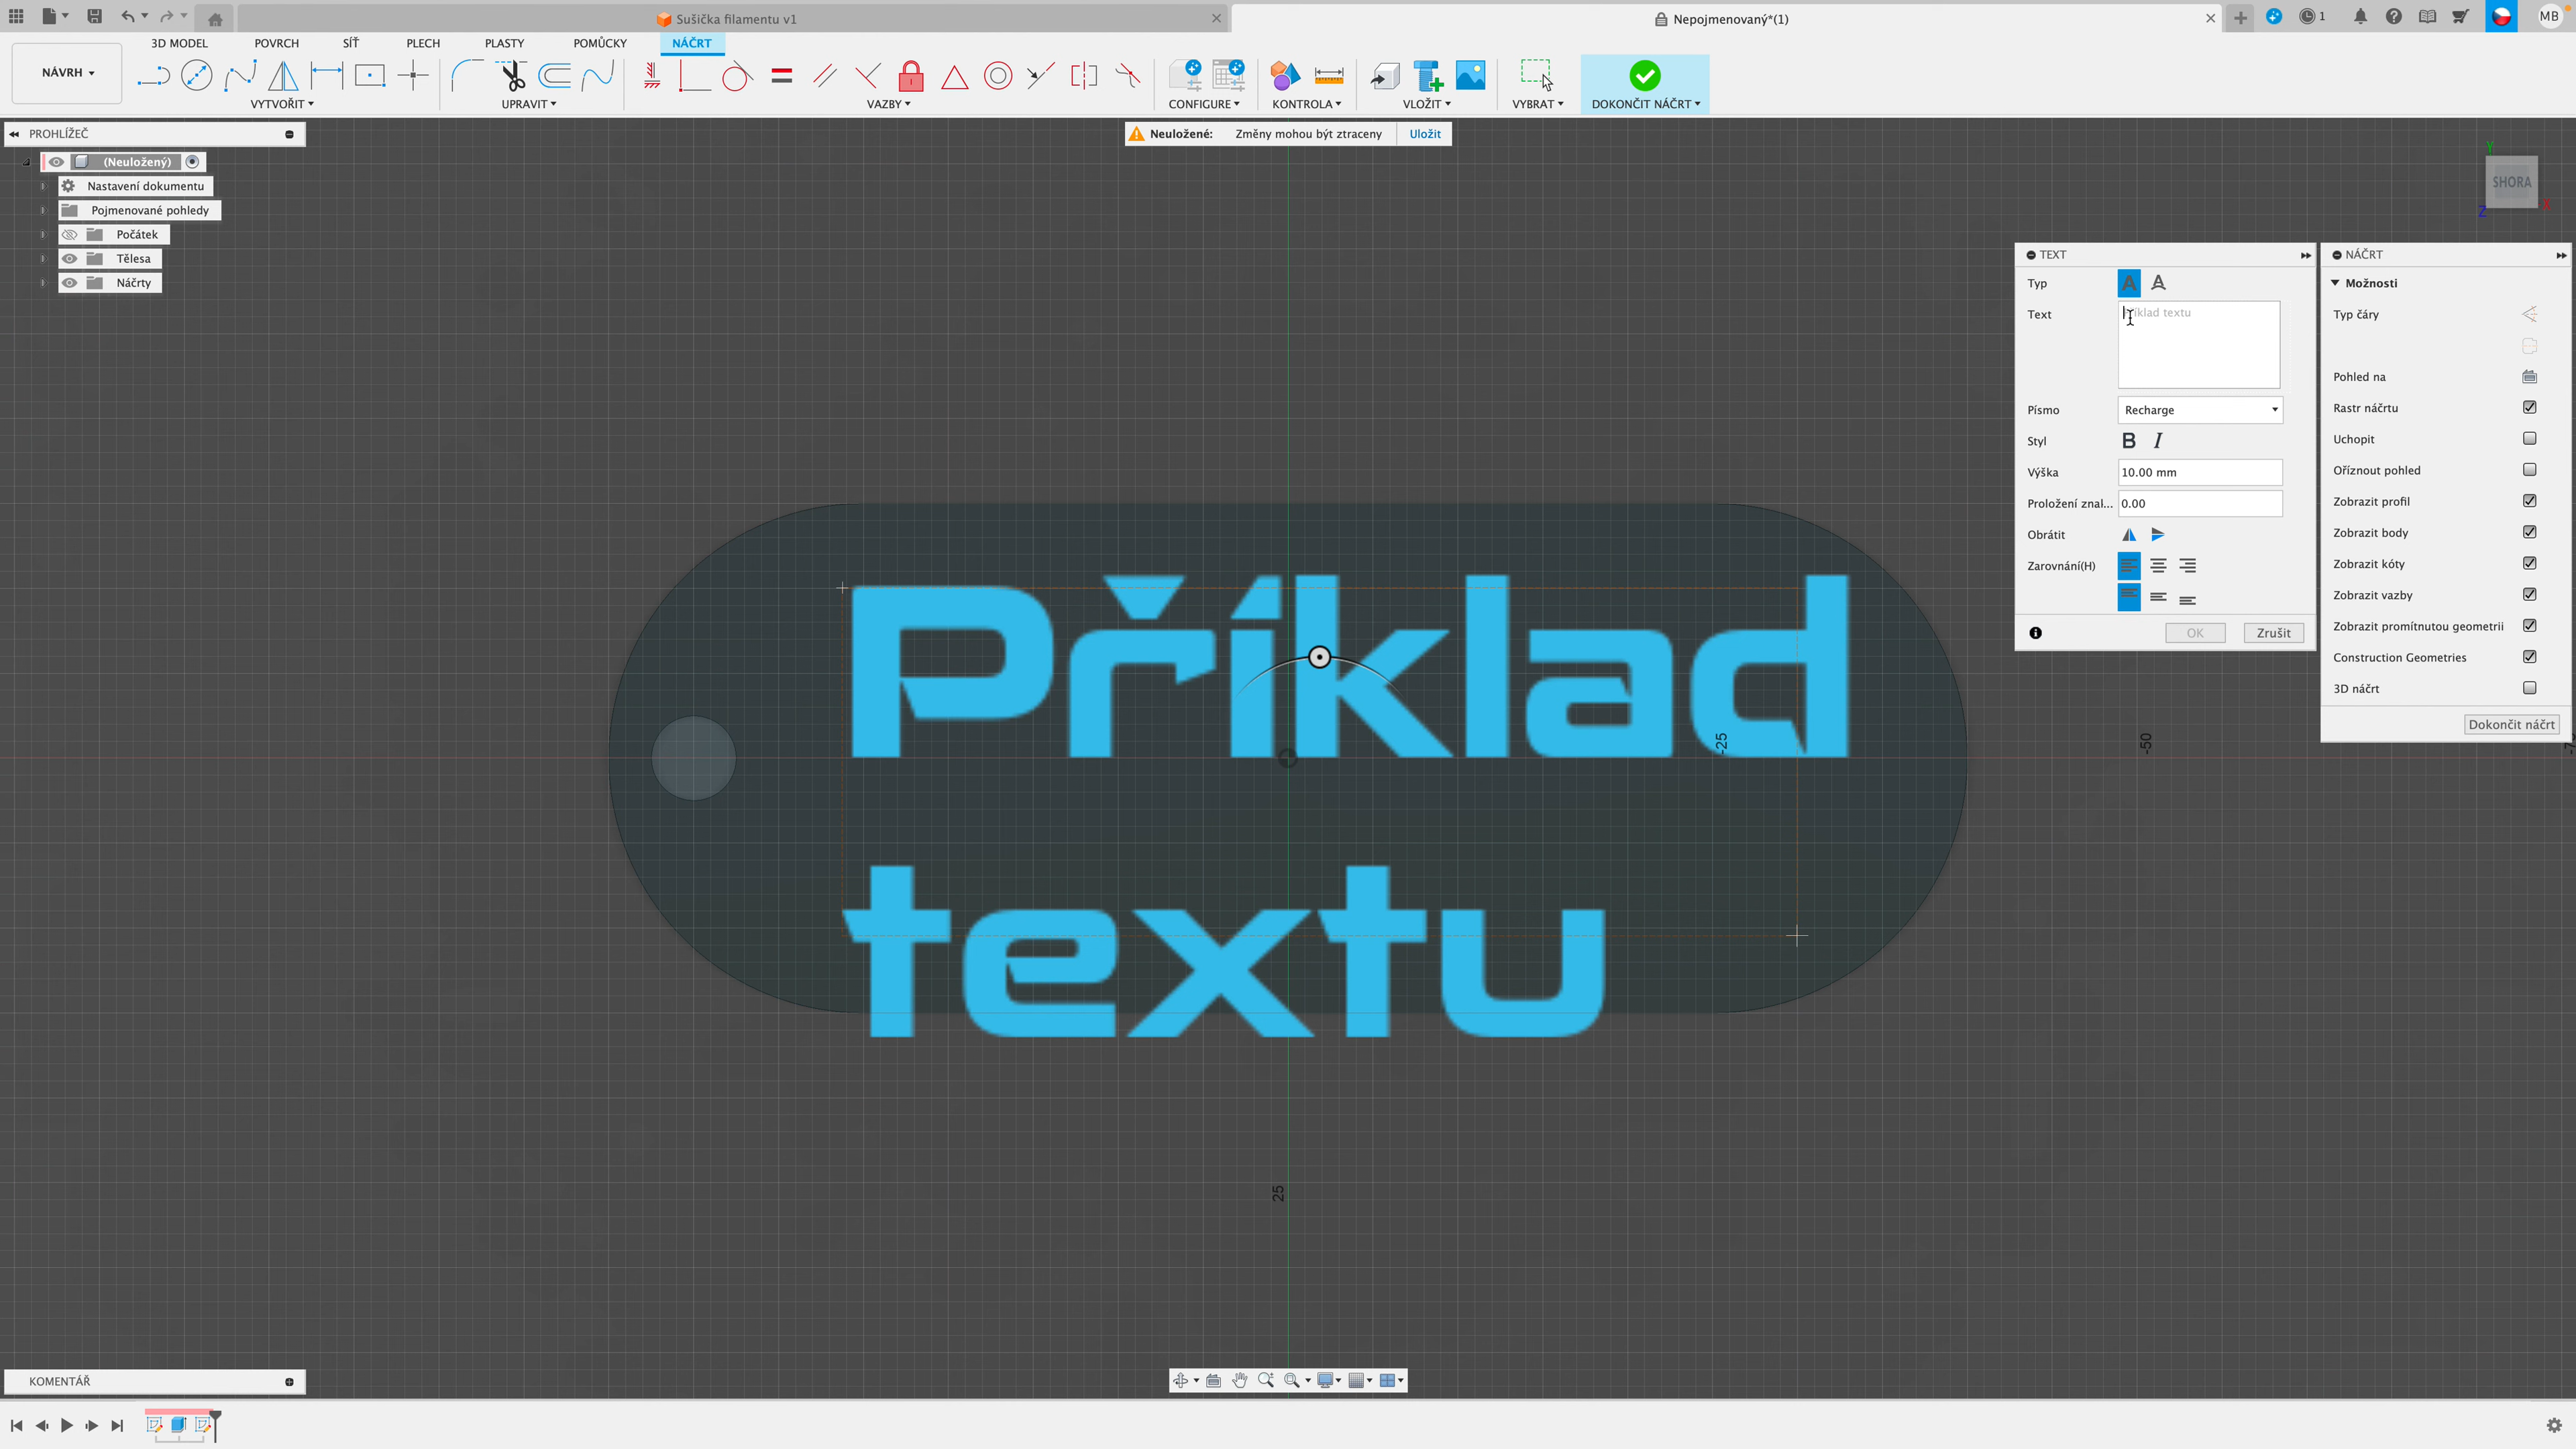 Sušička filamentu v1
Nepojmenovaný*(1)
1
MB
NÁVRH
3D MODEL
POVRCH
SÍŤ
PLECH
PLASTY
POMŮCKY
NÁČRT
VYTVOŘIT
UPRAVIT
VAZBY
CONFIGURE
KONTROLA
VLOŽIT
VYBRAT
DOKONČIT NÁČRT
PROHLÍŽEČ
Neuložené: Změny mohou být ztraceny Uložit
(Neuložený)
Nastavení dokumentu
Pojmenované pohledy
Počátek
Tělesa
Náčrty
Y
SHORA
Z
X
TEXT
Typ
Text
Písmo Recharge
Styl B I
Výška 10.00 mm
Proložení znal... 0.00
Obrátit
Zarovnání(H)
OK Zrušit
NÁČRT
Možnosti
Typ čáry
Pohled na
Rastr náčrtu
Uchopit
Oříznout pohled
Zobrazit profil
Zobrazit body
Zobrazit kóty
Zobrazit vazby
Zobrazit promítnutou geometrii
Construction Geometries
3D náčrt
Dokončit náčrt
Příklad
textu
-25
-50
25
KOMENTÁŘ